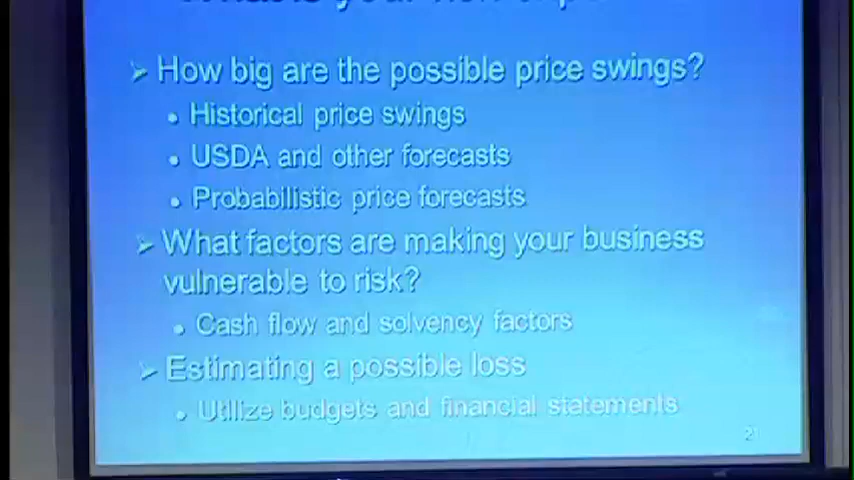 your
How big are the possible price swings?
Historical price swings
USDA and other forecasts
Probabilistic price forecasts
What factors are making your business
vulnerable to risk?
Cash flow and solvency factors
Estimating a possible loss
Utilize budgets and financial statements